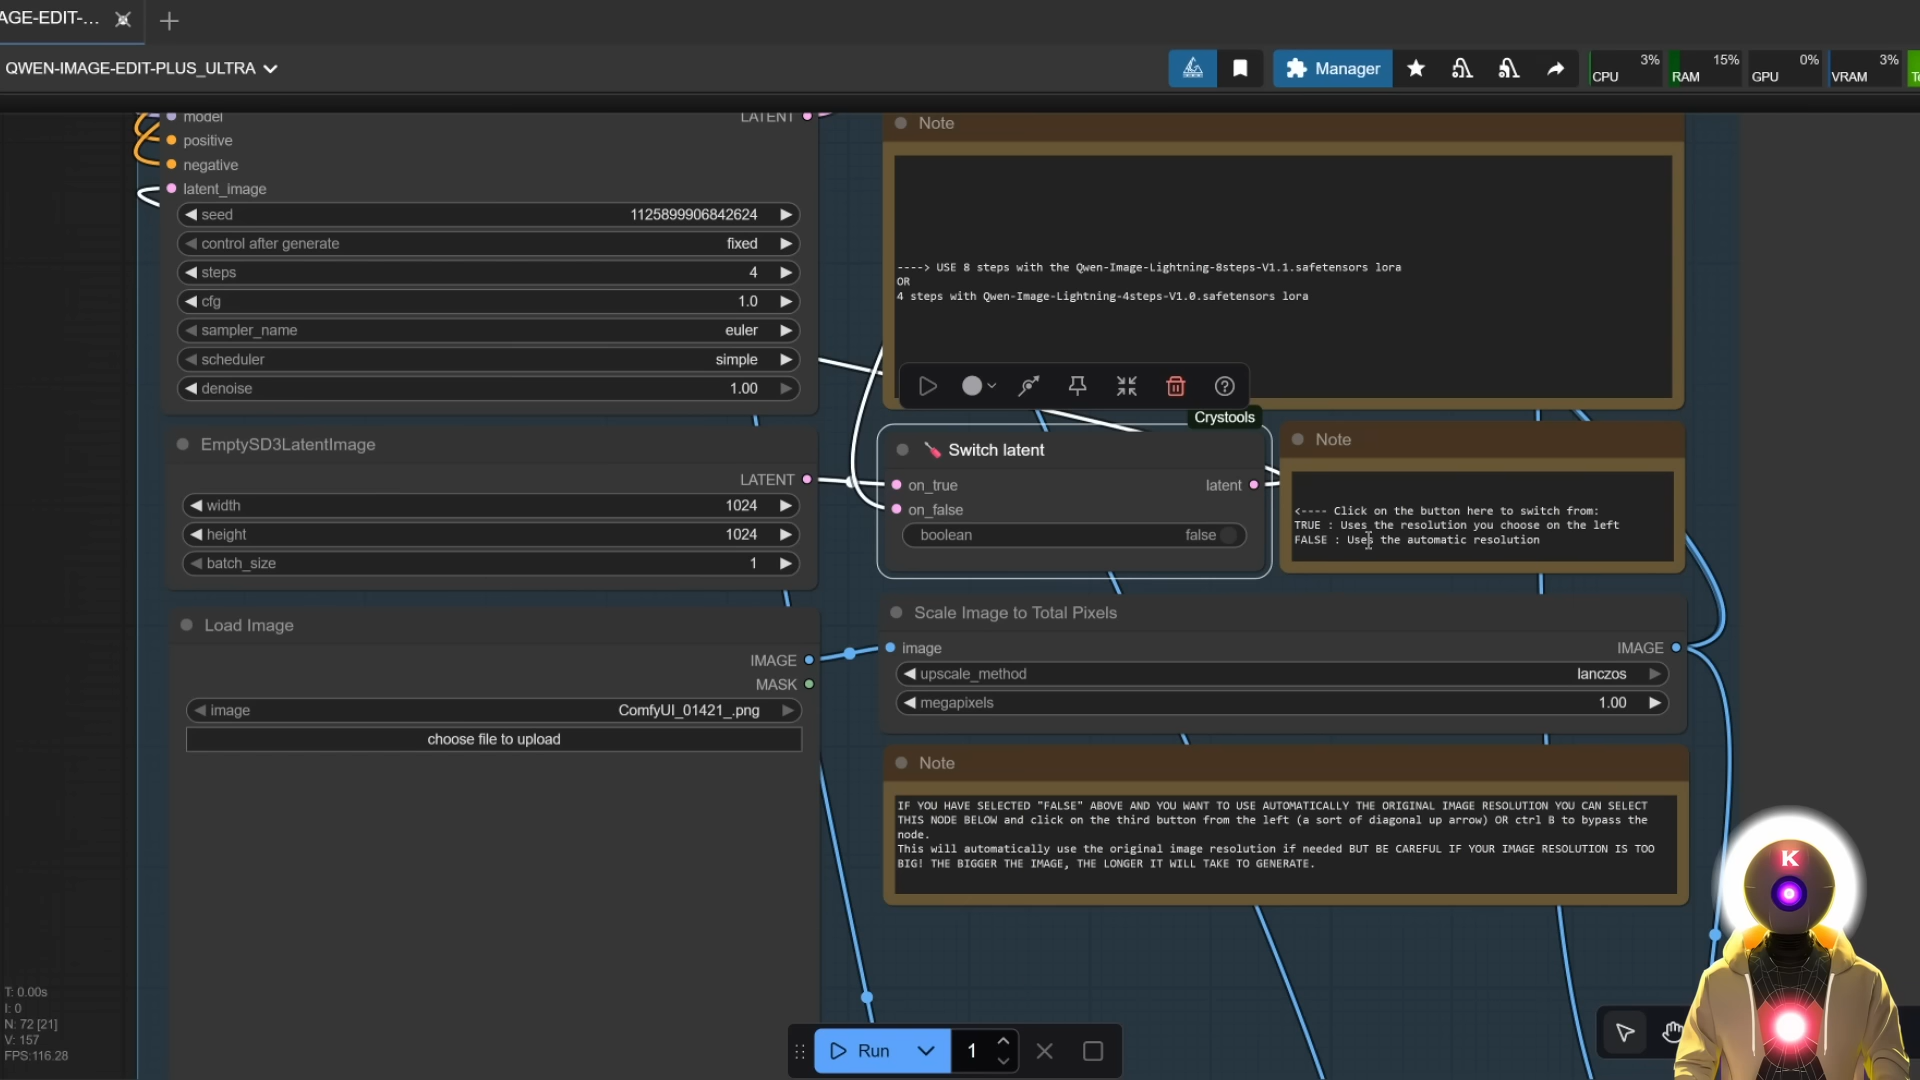 AGE-EDIT-...
QWEN-IMAGE-EDIT-PLUS_ULTRA
Manager
CPU 3%
RAM 15%
GPU 0%
VRAM 3%
model
LATENT
positive
negative
latent_image
seed 1125899906842624
control after generate fixed
steps 4
cfg 1.0
sampler_name euler
scheduler simple
denoise 1.00
Note
----> USE 8 steps with the Qwen-Image-Lightning-8steps-V1.1.safetensors lora
OR
4 steps with Qwen-Image-Lightning-4steps-V1.0.safetensors lora
Crystools
EmptySD3LatentImage
LATENT
width 1024
height 1024
batch_size 1
Switch latent
on_true latent
on_false
boolean false
Note
<---- Click on the button here to switch from:
TRUE : Uses the resolution you choose on the left
FALSE : Uses the automatic resolution
Load Image
IMAGE
MASK
image ComfyUI_01421_.png
choose file to upload
Scale Image to Total Pixels
image IMAGE
upscale_method lanczos
megapixels 1.00
Note
IF YOU HAVE SELECTED "FALSE" ABOVE AND YOU WANT TO USE AUTOMATICALLY THE ORIGINAL IMAGE RESOLUTION YOU CAN SELECT
THIS NODE BELOW and click on the third button from the left (a sort of diagonal up arrow) OR ctrl B to bypass the
node.
This will automatically use the original image resolution if needed BUT BE CAREFUL IF YOUR IMAGE RESOLUTION IS TOO
BIG! THE BIGGER THE IMAGE, THE LONGER IT WILL TAKE TO GENERATE.
K
T: 0.00s
I: 0
N: 72 [21]
V: 157
FPS:116.28
Run
1